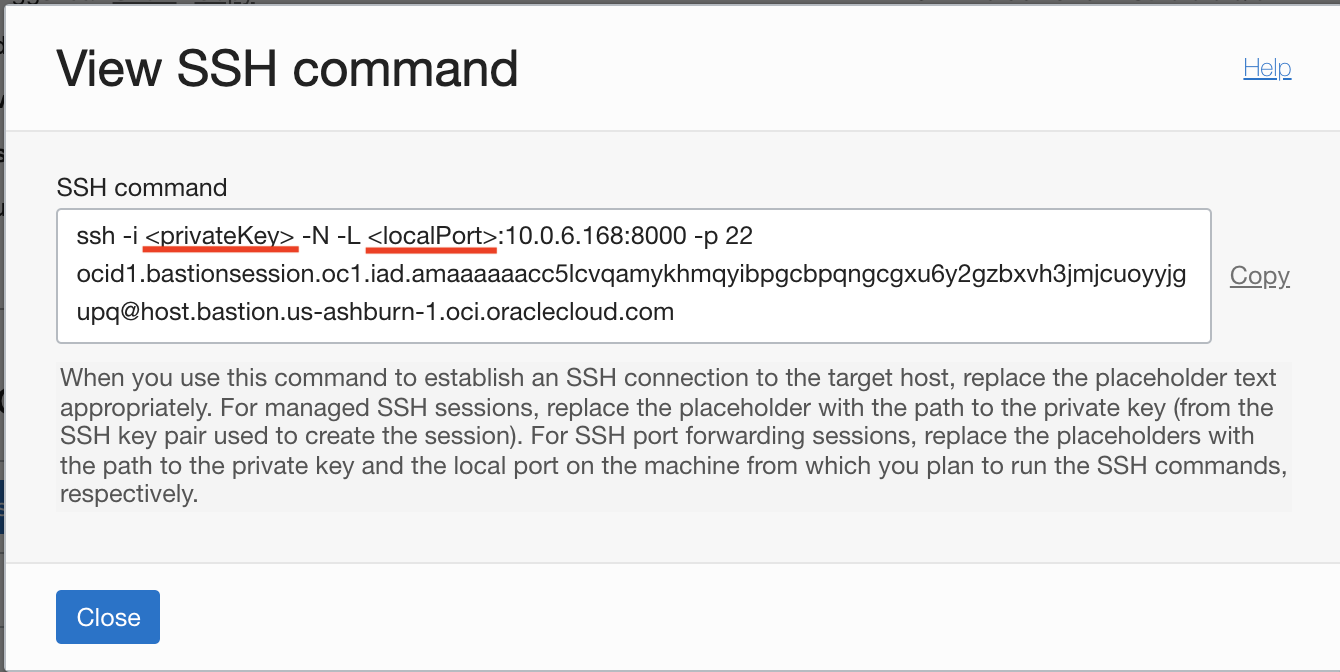 View SSH command
Help
SSH command
ssh -i <privateKey> -N -L <localPort>:10.0.6.168:8000 -p 22
ocid1.bastionsession.oc1.iad.amaaaaaacc5lcvqamykhmqyibpgcbpqngcgxu6y2gzbxvh3jmjcuoyyjg
upq@host.bastion.us-ashburn-1.oci.oraclecloud.com
Copy
When you use this command to establish an SSH connection to the target host, replace the placeholder text
appropriately. For managed SSH sessions, replace the placeholder with the path to the private key (from the
SSH key pair used to create the session). For SSH port forwarding sessions, replace the placeholders with
the path to the private key and the local port on the machine from which you plan to run the SSH commands,
respectively.
Close